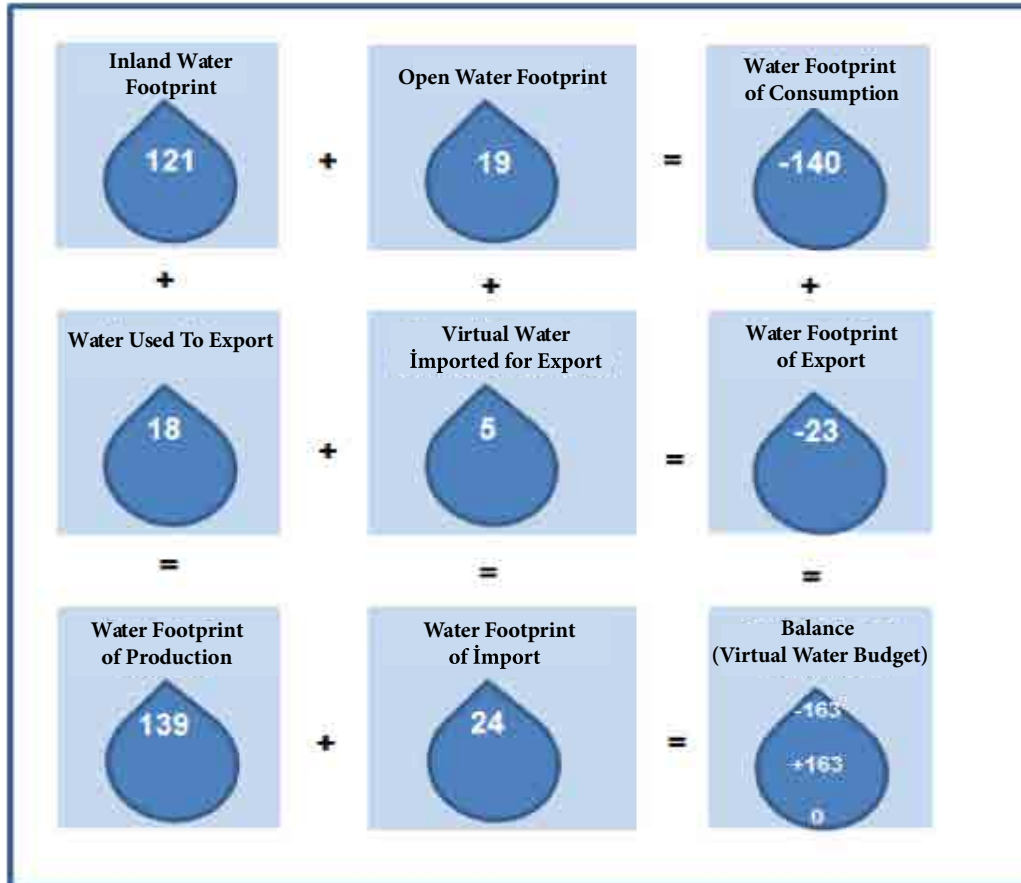 Inland Water
Footprint
121
+
Open Water Footprint
19
=
Water Footprint
of Consumption
-140
+
+
+
Water Used To Export
18
+
Virtual Water
İmported for Export
5
=
Water Footprint
of Export
-23
=
=
=
Water Footprint
of Production
139
+
Water Footprint
of İmport
24
=
Balance
(Virtual Water Budget)
-163
+163
0